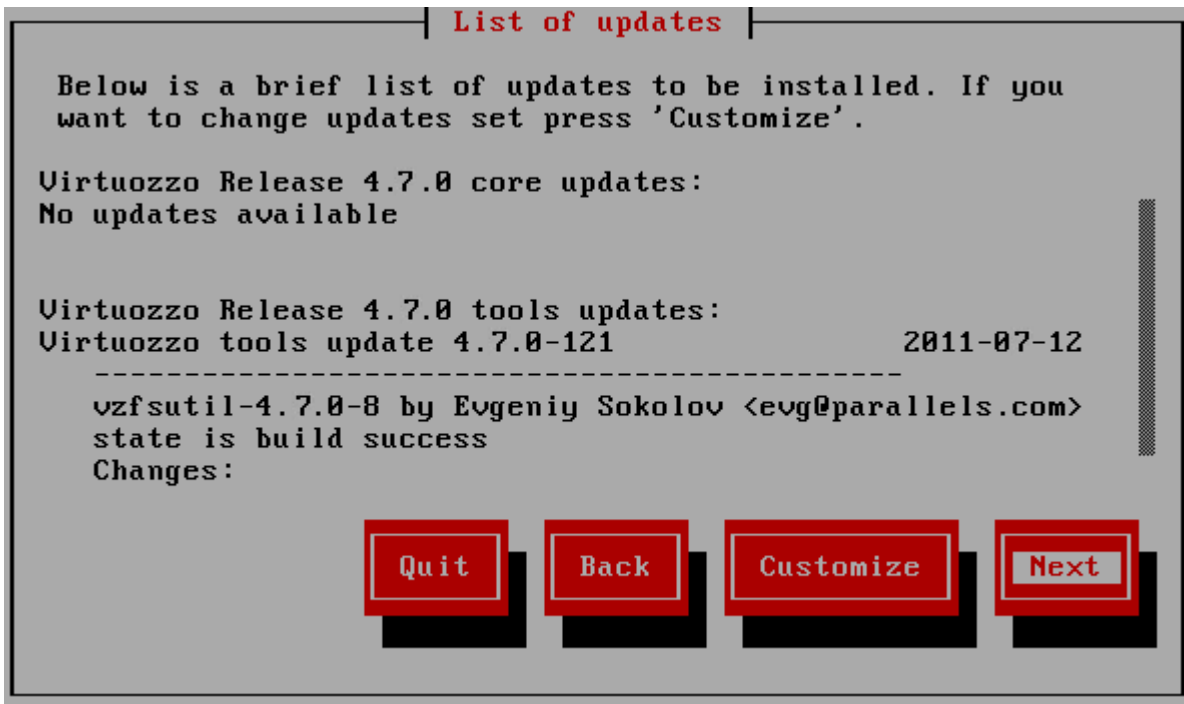 List of updates
Below is a brief list of updates to be installed. If you
want to change updates set press 'Customize'.
Virtuozzo Release 4.7.0 core updates:
No updates available
Virtuozzo Release 4.7.0 tools updates:
Virtuozzo tools update 4.7.0-121 2011-07-12
---------------------------------------------
vzfsutil-4.7.0-8 by Evgeniy Sokolov <evg@parallels.com>
state is build success
Changes:
Quit Back Customize Next